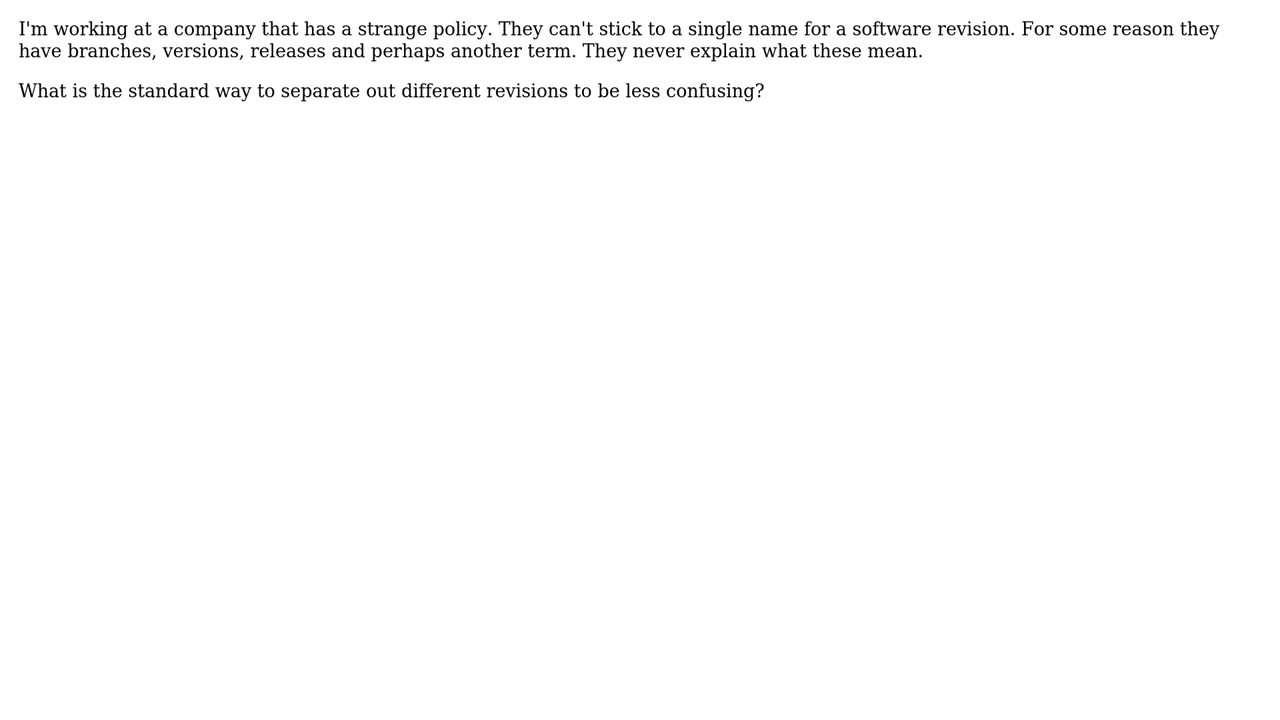 I'm working at a company that has a strange policy. They can't stick to a single name for a software revision. For some reason they
have branches, versions, releases and perhaps another term. They never explain what these mean.
What is the standard way to separate out different revisions to be less confusing?